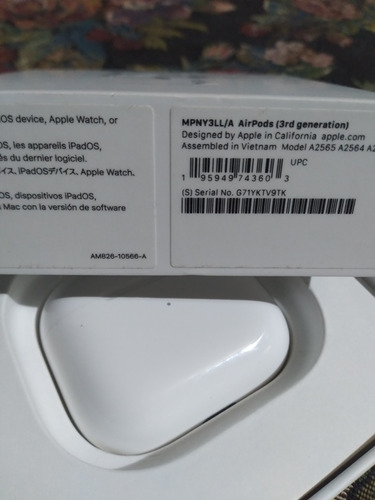 OS device, Apple Watch, or
OS, les appareils iPadOS,
és du dernier logiciel.
バイス、iPadOSデバイス、Apple Watch、
OS, dispositivos iPadOS,
s Mac con la versión de software
AM826-10566-A
MPNY3LL/A AirPods (3rd generation)
Designed by Apple in California apple.com
Assembled in Vietnam Model A2565 A2564 A2
UPC
1 95949 74360 3
(S) Serial No. G71YKTV9TK